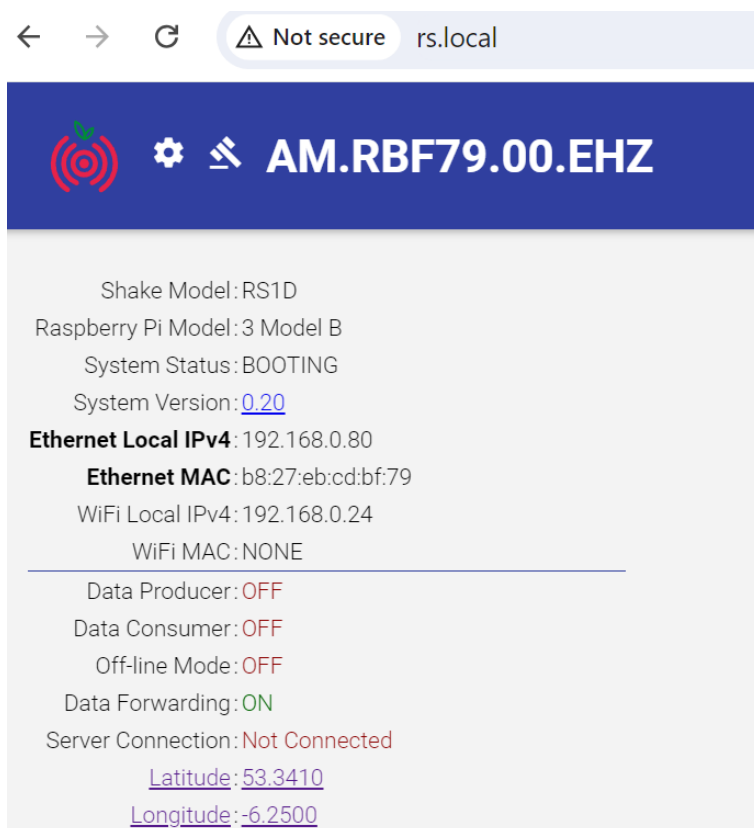 Not secure rs.local
AM.RBF79.00.EHZ
Shake Model:RS1D
Raspberry Pi Model:3 Model B
System Status:BOOTING
System Version:0.20
Ethernet Local IPv4:192.168.0.80
Ethernet MAC:b8:27:eb:cd:bf:79
WiFi Local IPv4:192.168.0.24
WiFi MAC:NONE
Data Producer:OFF
Data Consumer:OFF
Off-line Mode:OFF
Data Forwarding:ON
Server Connection:Not Connected
Latitude:53.3410
Longitude:-6.2500